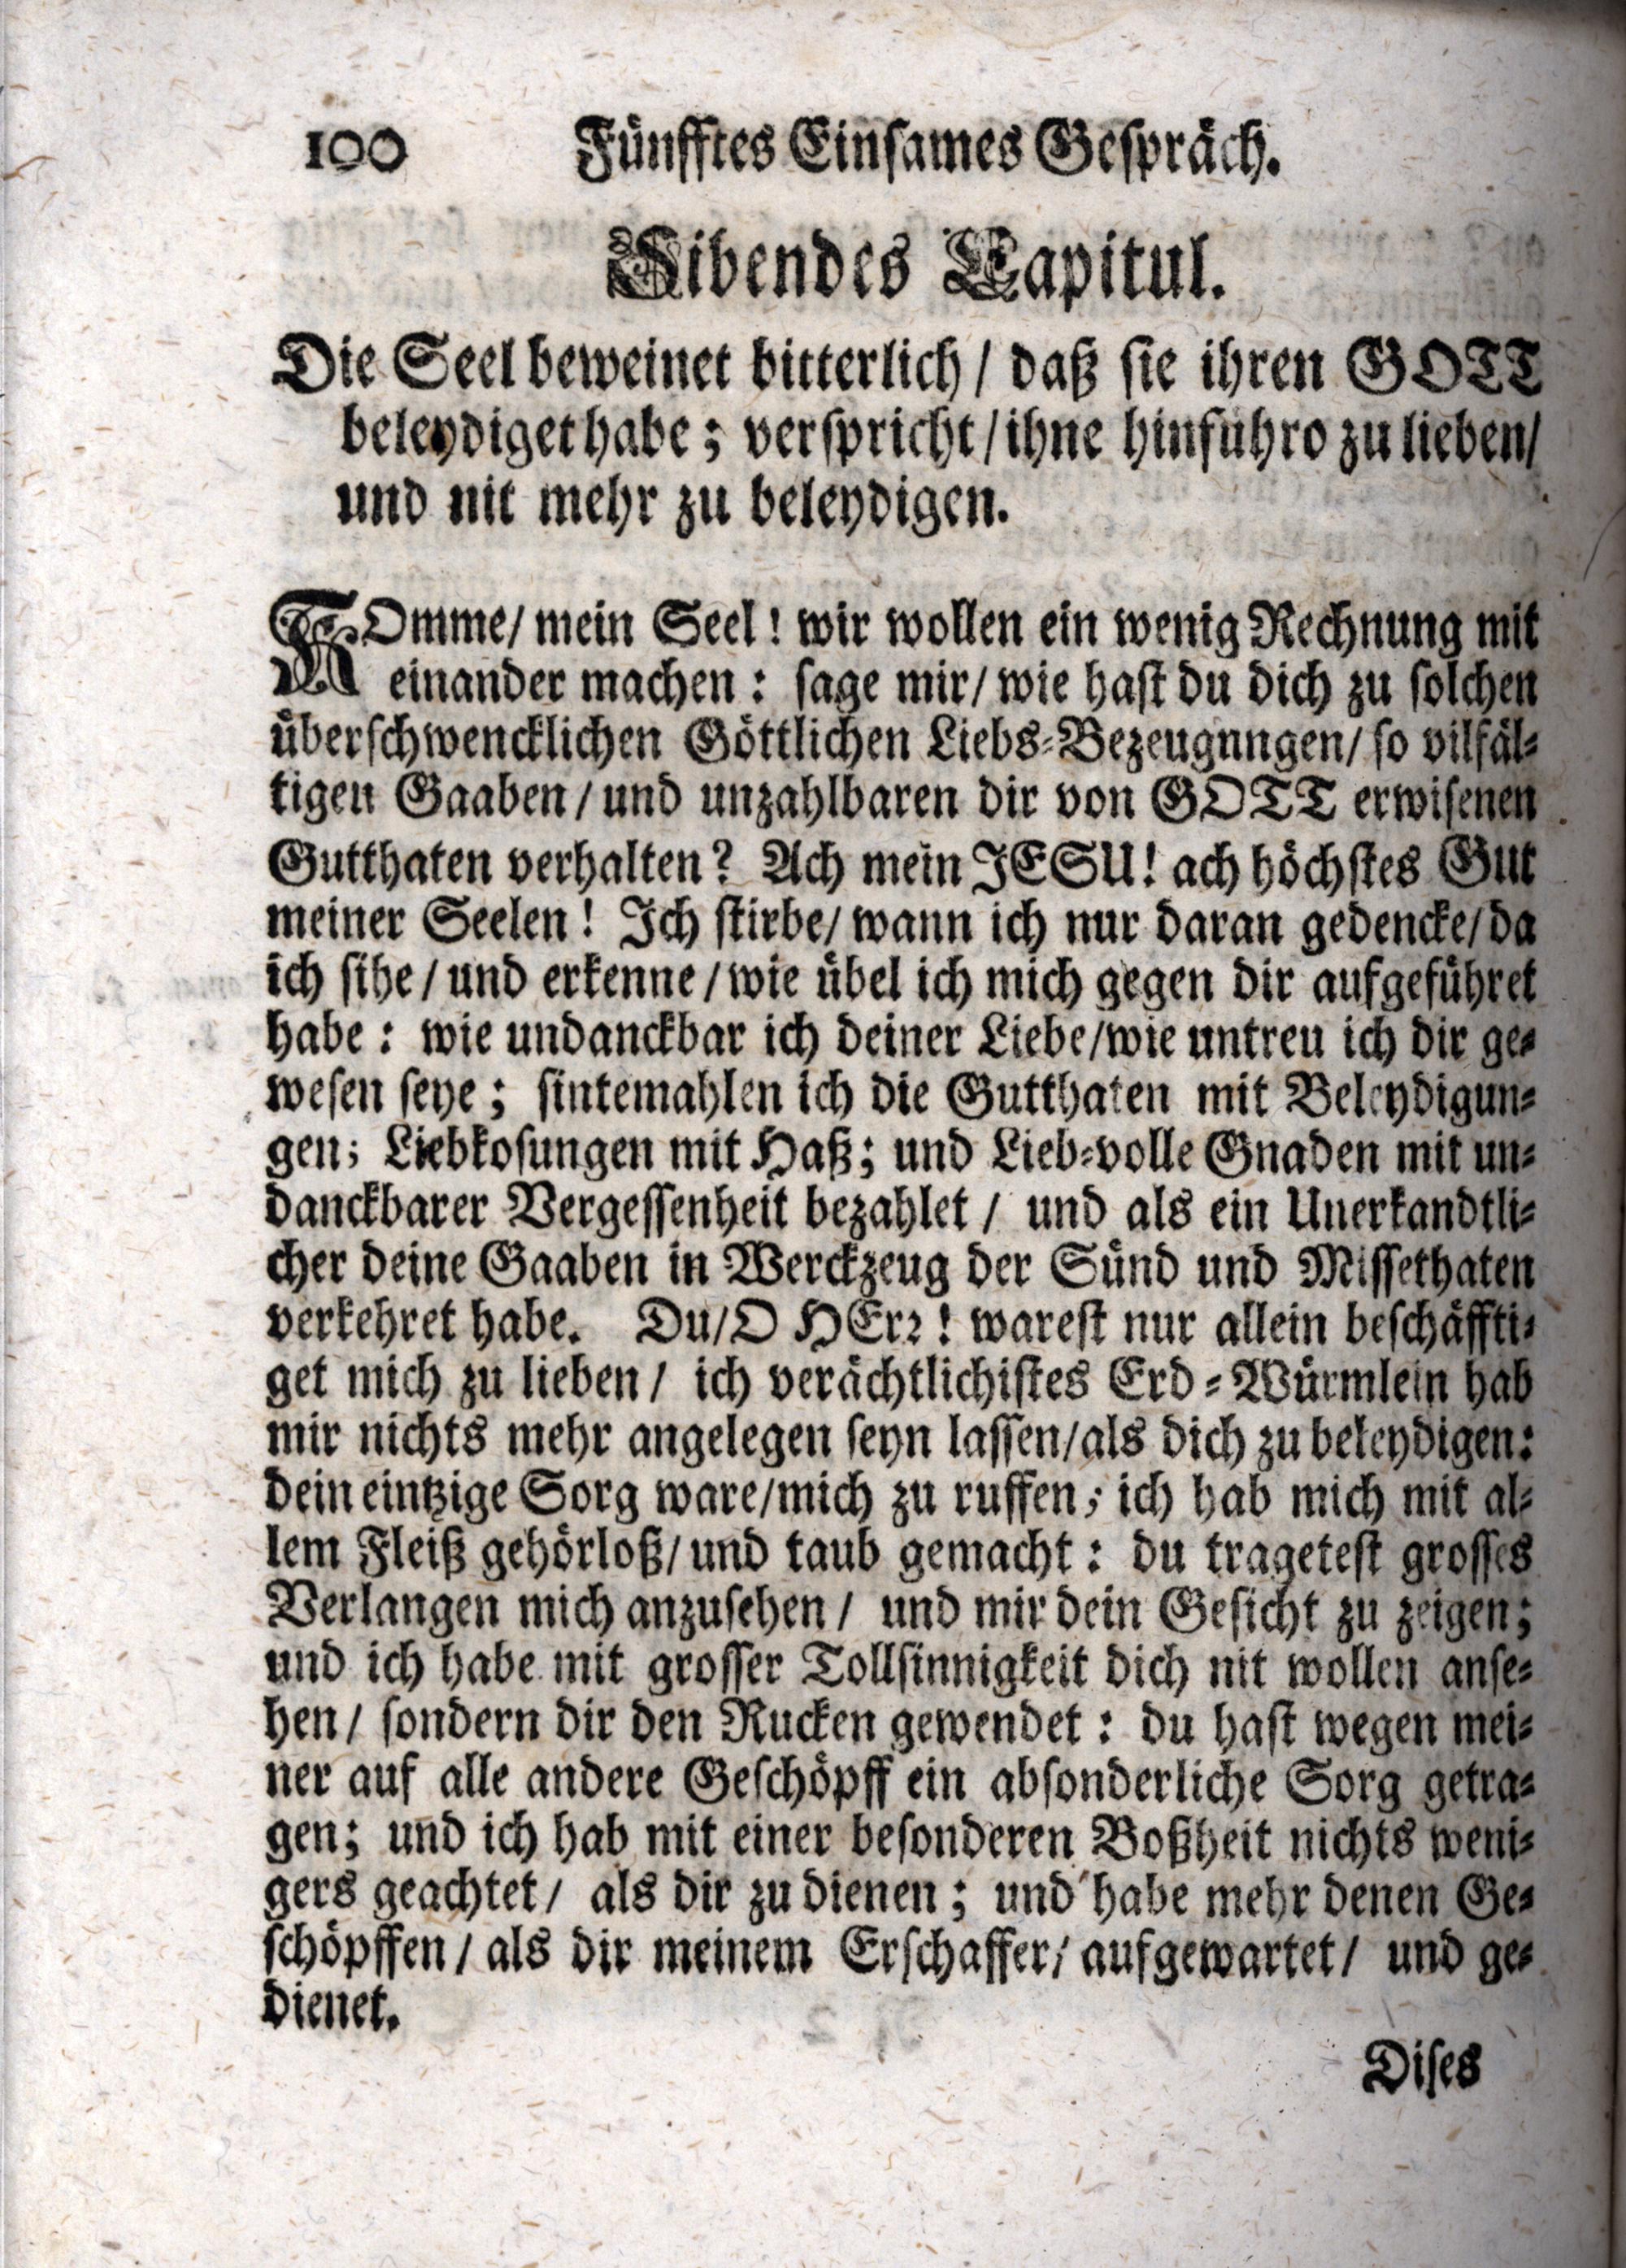 100 Fünfftes Einsames Gespräch.
Sibendes Capitul.
Die Seel beweinet bitterlich / daß sie ihren GOTT
beleydiget habe; verspricht / ihne hinfuhro zu lieben/
und nit mehr zu beleydigen.
KOmme/ mein Seel! wir wollen ein wenig Rechnung mit
einander machen: sage mir/ wie hast du dich zu solchen
überschwencklichen Göttlichen Liebs-Bezeugnngen/ so vilfäl-
tigen Gaaben / und unzahlbaren dir von GOTT erwisenen
Gutthaten verhalten? Ach mein JESU! ach höchstes Gut
meiner Seelen! Ich stirbe/ wann ich nur daran gedencke/ da
ich sihe / und erkenne / wie übel ich mich gegen dir aufgeführet
habe: wie undanckbar ich deiner Liebe/wie untreu ich dir ge-
wesen seye; sintemahlen ich die Gutthaten mit Beleydigun-
gen; Liebkosungen mit Haß; und Lieb-volle Gnaden mit un-
danckbarer Vergessenheit bezahlet / und als ein Unerkandtli-
cher deine Gaaben in Werckzeug der Sünd und Missethaten
verkehret habe. Du/O HErr! warest nur allein beschäffti-
get mich zu lieben / ich verächtlichistes Erd-Würmlein hab
mir nichts mehr angelegen seyn lassen/als dich zu beleydigen:
dein eintzige Sorg ware/mich zu ruffen; ich hab mich mit al-
lem Fleiß gehörloß/ und taub gemacht: du tragetest grosses
Verlangen mich anzusehen / und mir dein Gesicht zu zeigen;
und ich habe mit grosser Tollsinnigkeit dich nit wollen anse-
hen / sondern dir den Rucken gewendet: du hast wegen mei-
ner auf alle andere Geschöpff ein absonderliche Sorg getra-
gen; und ich hab mit einer besonderen Boßheit nichts weni-
gers geachtet / als dir zu dienen; und habe mehr denen Ge-
schöpffen / als dir meinem Erschaffer/ aufgewartet / und ge-
dienet.
Dises